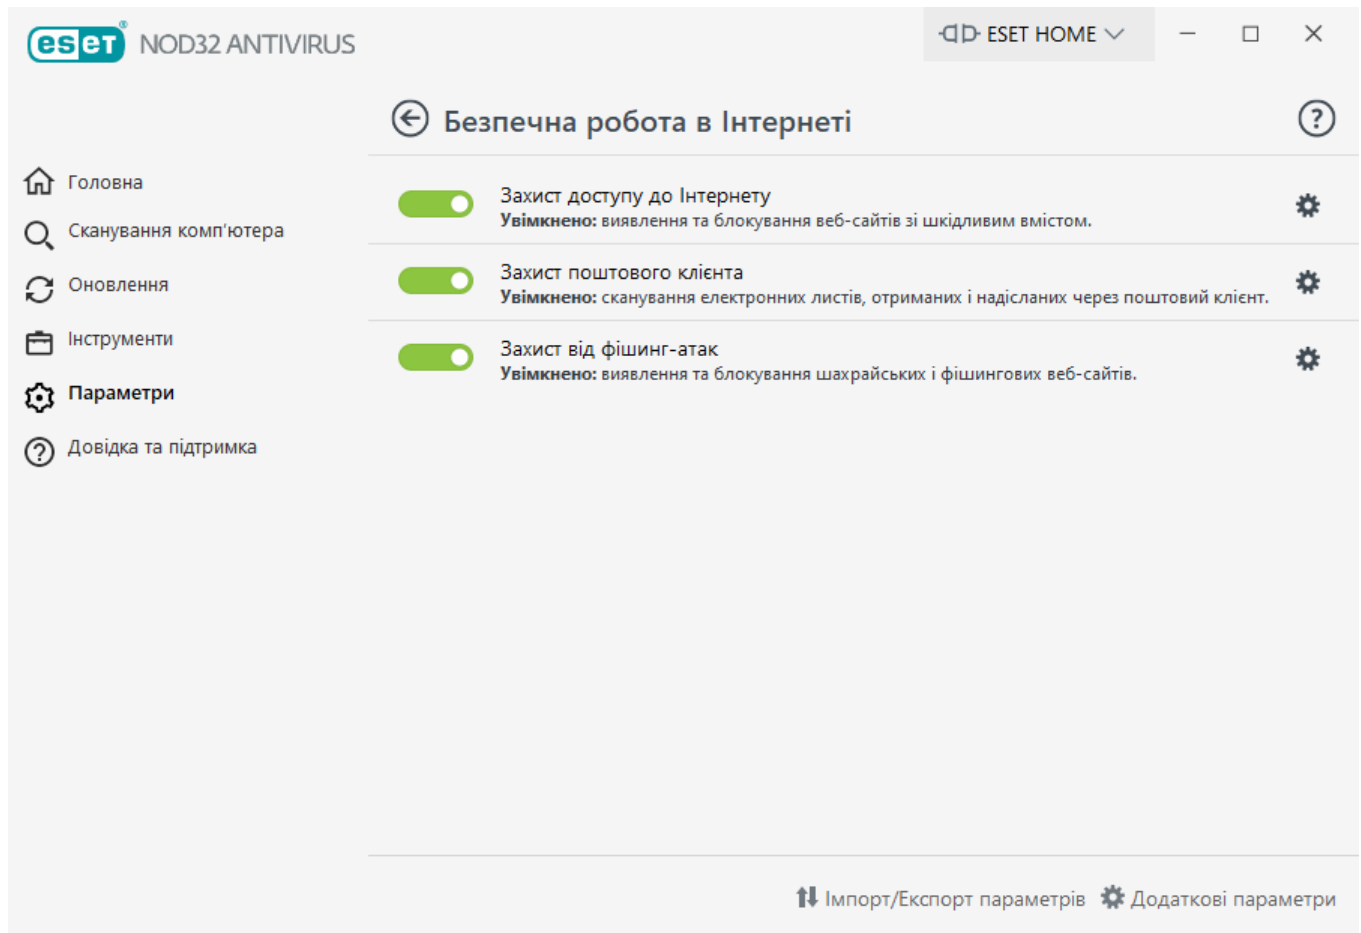 eseT® NOD32 ANTIVIRUS
ESET HOME
Безпечна робота в Інтернеті
?
Головна
Сканування комп'ютера
Оновлення
Інструменти
Параметри
Довідка та підтримка
Захист доступу до Інтернету
Увімкнено: виявлення та блокування веб-сайтів зі шкідливим вмістом.
Захист поштового клієнта
Увімкнено: сканування електронних листів, отриманих і надісланих через поштовий клієнт.
Захист від фішинг-атак
Увімкнено: виявлення та блокування шахрайських і фішингових веб-сайтів.
Імпорт/Експорт параметрів Додаткові параметри